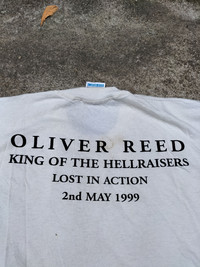 OLIVER REED
KING OF THE HELLRAISERS
LOST IN ACTION
2nd MAY 1999